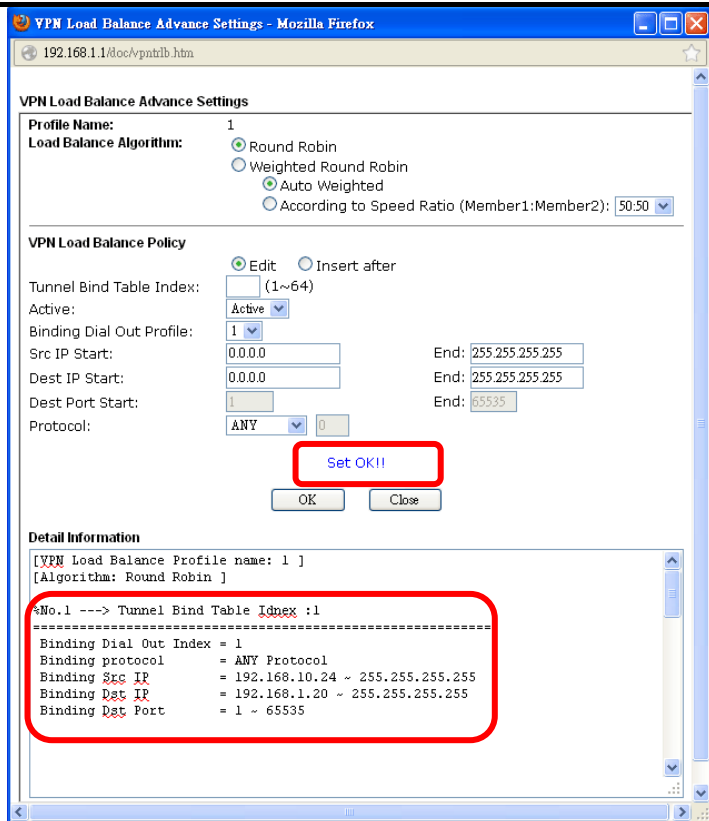 VPN Load Balance Advance Settings - Mozilla Firefox
192.168.1.1/doc/vpntrlb.htm
VPN Load Balance Advance Settings
Profile Name: 1
Load Balance Algorithm: Round Robin
Weighted Round Robin
Auto Weighted
According to Speed Ratio (Member1:Member2): 50:50
VPN Load Balance Policy
Edit Insert after
Tunnel Bind Table Index: (1~64)
Active: Active
Binding Dial Out Profile: 1
Src IP Start: 0.0.0.0 End: 255.255.255.255
Dest IP Start: 0.0.0.0 End: 255.255.255.255
Dest Port Start: 1 End: 65535
Protocol: ANY 0
Set OK!!
OK Close
Detail Information
[VPN Load Balance Profile name: 1 ]
[Algorithm: Round Robin ]
%No.1 ---> Tunnel Bind Table Idnex :1
============================================================
Binding Dial Out Index = 1
Binding protocol = ANY Protocol
Binding Src IP = 192.168.10.24 ~ 255.255.255.255
Binding Dst IP = 192.168.1.20 ~ 255.255.255.255
Binding Dst Port = 1 ~ 65535